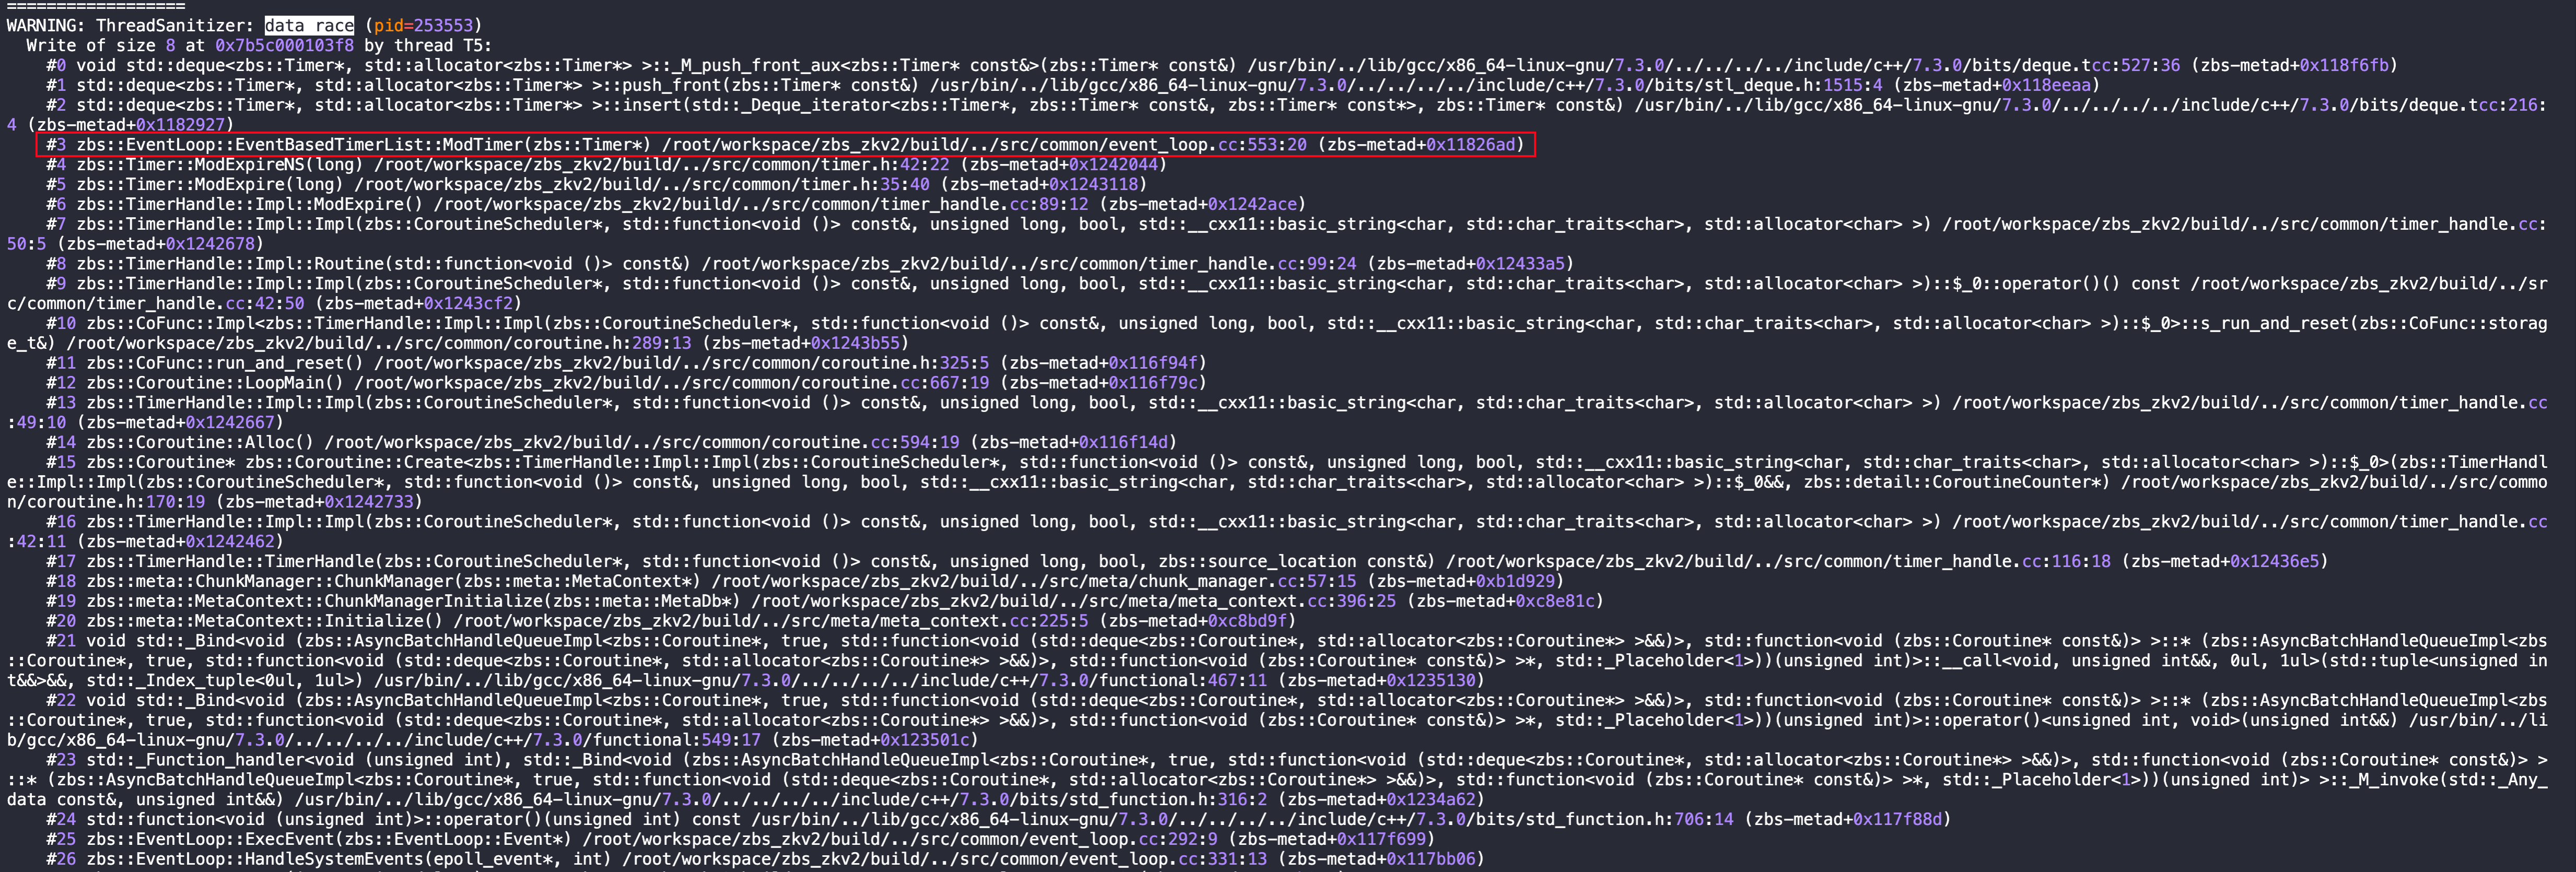 ==================
WARNING: ThreadSanitizer: data race (pid=253553)
  Write of size 8 at 0x7b5c000103f8 by thread T5:
    #0 void std::deque<zbs::Timer*, std::allocator<zbs::Timer*> >::_M_push_front_aux<zbs::Timer* const&>(zbs::Timer* const&) /usr/bin/../lib/gcc/x86_64-linux-gnu/7.3.0/../../../../include/c++/7.3.0/bits/deque.tcc:527:36 (zbs-metad+0x118f6fb)
    #1 std::deque<zbs::Timer*, std::allocator<zbs::Timer*> >::push_front(zbs::Timer* const&) /usr/bin/../lib/gcc/x86_64-linux-gnu/7.3.0/../../../../include/c++/7.3.0/bits/stl_deque.h:1515:4 (zbs-metad+0x118eeaa)
    #2 std::deque<zbs::Timer*, std::allocator<zbs::Timer*> >::insert(std::_Deque_iterator<zbs::Timer*, zbs::Timer* const&, zbs::Timer* const*>, zbs::Timer* const&) /usr/bin/../lib/gcc/x86_64-linux-gnu/7.3.0/../../../../include/c++/7.3.0/bits/deque.tcc:216:
4 (zbs-metad+0x1182927)
    #3 zbs::EventLoop::EventBasedTimerList::ModTimer(zbs::Timer*) /root/workspace/zbs_zkv2/build/../src/common/event_loop.cc:553:20 (zbs-metad+0x11826ad)
    #4 zbs::Timer::ModExpireNS(long) /root/workspace/zbs_zkv2/build/../src/common/timer.h:42:22 (zbs-metad+0x1242044)
    #5 zbs::Timer::ModExpire(long) /root/workspace/zbs_zkv2/build/../src/common/timer.h:35:40 (zbs-metad+0x1243118)
    #6 zbs::TimerHandle::Impl::ModExpire() /root/workspace/zbs_zkv2/build/../src/common/timer_handle.cc:89:12 (zbs-metad+0x1242ace)
    #7 zbs::TimerHandle::Impl::Impl(zbs::CoroutineScheduler*, std::function<void ()> const&, unsigned long, bool, std::__cxx11::basic_string<char, std::char_traits<char>, std::allocator<char> >) /root/workspace/zbs_zkv2/build/../src/common/timer_handle.cc:
50:5 (zbs-metad+0x1242678)
    #8 zbs::TimerHandle::Impl::Routine(std::function<void ()> const&) /root/workspace/zbs_zkv2/build/../src/common/timer_handle.cc:99:24 (zbs-metad+0x12433a5)
    #9 zbs::TimerHandle::Impl::Impl(zbs::CoroutineScheduler*, std::function<void ()> const&, unsigned long, bool, std::__cxx11::basic_string<char, std::char_traits<char>, std::allocator<char> >)::$_0::operator()() const /root/workspace/zbs_zkv2/build/../sr
c/common/timer_handle.cc:42:50 (zbs-metad+0x1243cf2)
    #10 zbs::CoFunc::Impl<zbs::TimerHandle::Impl::Impl(zbs::CoroutineScheduler*, std::function<void ()> const&, unsigned long, bool, std::__cxx11::basic_string<char, std::char_traits<char>, std::allocator<char> >)::$_0>::s_run_and_reset(zbs::CoFunc::storag
e_t&) /root/workspace/zbs_zkv2/build/../src/common/coroutine.h:289:13 (zbs-metad+0x1243b55)
    #11 zbs::CoFunc::run_and_reset() /root/workspace/zbs_zkv2/build/../src/common/coroutine.h:325:5 (zbs-metad+0x116f94f)
    #12 zbs::Coroutine::LoopMain() /root/workspace/zbs_zkv2/build/../src/common/coroutine.cc:667:19 (zbs-metad+0x116f79c)
    #13 zbs::TimerHandle::Impl::Impl(zbs::CoroutineScheduler*, std::function<void ()> const&, unsigned long, bool, std::__cxx11::basic_string<char, std::char_traits<char>, std::allocator<char> >) /root/workspace/zbs_zkv2/build/../src/common/timer_handle.cc
:49:10 (zbs-metad+0x1242667)
    #14 zbs::Coroutine::Alloc() /root/workspace/zbs_zkv2/build/../src/common/coroutine.cc:594:19 (zbs-metad+0x116f14d)
    #15 zbs::Coroutine* zbs::Coroutine::Create<zbs::TimerHandle::Impl::Impl(zbs::CoroutineScheduler*, std::function<void ()> const&, unsigned long, bool, std::__cxx11::basic_string<char, std::char_traits<char>, std::allocator<char> >)::$_0>(zbs::TimerHandl
e::Impl::Impl(zbs::CoroutineScheduler*, std::function<void ()> const&, unsigned long, bool, std::__cxx11::basic_string<char, std::char_traits<char>, std::allocator<char> >)::$_0&&, zbs::detail::CoroutineCounter*) /root/workspace/zbs_zkv2/build/../src/commo
n/coroutine.h:170:19 (zbs-metad+0x1242733)
    #16 zbs::TimerHandle::Impl::Impl(zbs::CoroutineScheduler*, std::function<void ()> const&, unsigned long, bool, std::__cxx11::basic_string<char, std::char_traits<char>, std::allocator<char> >) /root/workspace/zbs_zkv2/build/../src/common/timer_handle.cc
:42:11 (zbs-metad+0x1242462)
    #17 zbs::TimerHandle::TimerHandle(zbs::CoroutineScheduler*, std::function<void ()> const&, unsigned long, bool, zbs::source_location const&) /root/workspace/zbs_zkv2/build/../src/common/timer_handle.cc:116:18 (zbs-metad+0x12436e5)
    #18 zbs::meta::ChunkManager::ChunkManager(zbs::meta::MetaContext*) /root/workspace/zbs_zkv2/build/../src/meta/chunk_manager.cc:57:15 (zbs-metad+0xb1d929)
    #19 zbs::meta::MetaContext::ChunkManagerInitialize(zbs::meta::MetaDb*) /root/workspace/zbs_zkv2/build/../src/meta/meta_context.cc:396:25 (zbs-metad+0xc8e81c)
    #20 zbs::meta::MetaContext::Initialize() /root/workspace/zbs_zkv2/build/../src/meta/meta_context.cc:225:5 (zbs-metad+0xc8bd9f)
    #21 void std::_Bind<void (zbs::AsyncBatchHandleQueueImpl<zbs::Coroutine*, true, std::function<void (std::deque<zbs::Coroutine*, std::allocator<zbs::Coroutine*> >&&)>, std::function<void (zbs::Coroutine* const&)> >::* (zbs::AsyncBatchHandleQueueImpl<zbs
::Coroutine*, true, std::function<void (std::deque<zbs::Coroutine*, std::allocator<zbs::Coroutine*> >&&)>, std::function<void (zbs::Coroutine* const&)> >*, std::_Placeholder<1>))(unsigned int)>::__call<void, unsigned int&&, 0ul, 1ul>(std::tuple<unsigned in
t&&>&&, std::_Index_tuple<0ul, 1ul>) /usr/bin/../lib/gcc/x86_64-linux-gnu/7.3.0/../../../../include/c++/7.3.0/functional:467:11 (zbs-metad+0x1235130)
    #22 void std::_Bind<void (zbs::AsyncBatchHandleQueueImpl<zbs::Coroutine*, true, std::function<void (std::deque<zbs::Coroutine*, std::allocator<zbs::Coroutine*> >&&)>, std::function<void (zbs::Coroutine* const&)> >::* (zbs::AsyncBatchHandleQueueImpl<zbs
::Coroutine*, true, std::function<void (std::deque<zbs::Coroutine*, std::allocator<zbs::Coroutine*> >&&)>, std::function<void (zbs::Coroutine* const&)> >*, std::_Placeholder<1>))(unsigned int)>::operator()<unsigned int, void>(unsigned int&&) /usr/bin/../li
b/gcc/x86_64-linux-gnu/7.3.0/../../../../include/c++/7.3.0/functional:549:17 (zbs-metad+0x123501c)
    #23 std::_Function_handler<void (unsigned int), std::_Bind<void (zbs::AsyncBatchHandleQueueImpl<zbs::Coroutine*, true, std::function<void (std::deque<zbs::Coroutine*, std::allocator<zbs::Coroutine*> >&&)>, std::function<void (zbs::Coroutine* const&)> >
::* (zbs::AsyncBatchHandleQueueImpl<zbs::Coroutine*, true, std::function<void (std::deque<zbs::Coroutine*, std::allocator<zbs::Coroutine*> >&&)>, std::function<void (zbs::Coroutine* const&)> >*, std::_Placeholder<1>))(unsigned int)> >::_M_invoke(std::_Any_
data const&, unsigned int&&) /usr/bin/../lib/gcc/x86_64-linux-gnu/7.3.0/../../../../include/c++/7.3.0/bits/std_function.h:316:2 (zbs-metad+0x1234a62)
    #24 std::function<void (unsigned int)>::operator()(unsigned int) const /usr/bin/../lib/gcc/x86_64-linux-gnu/7.3.0/../../../../include/c++/7.3.0/bits/std_function.h:706:14 (zbs-metad+0x117f88d)
    #25 zbs::EventLoop::ExecEvent(zbs::EventLoop::Event*) /root/workspace/zbs_zkv2/build/../src/common/event_loop.cc:292:9 (zbs-metad+0x117f699)
    #26 zbs::EventLoop::HandleSystemEvents(epoll_event*, int) /root/workspace/zbs_zkv2/build/../src/common/event_loop.cc:331:13 (zbs-metad+0x117bb06)